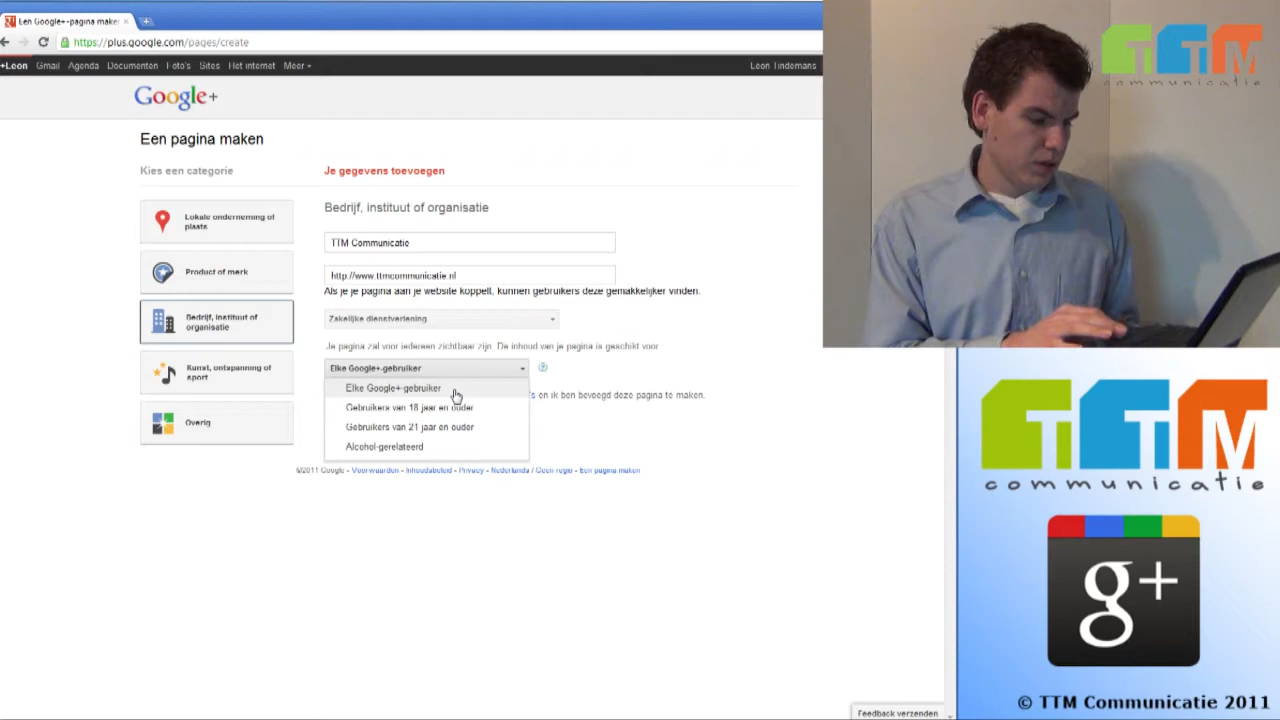 Een Google+-pagina maken
https://plus.google.com/pages/create
+Leon Gmail Agenda Documenten Foto's Sites Het internet Meer Leon Tindemans
Google+
Een pagina maken
Kies een categorie
Je gegevens toevoegen
Lokale onderneming of
plaats
Product of merk
Bedrijf, instituut of
organisatie
Kunst, ontspanning of
sport
Overig
Bedrijf, instituut of organisatie
TTM Communicatie
http://www.ttmcommunicatie.nl
Als je je pagina aan je website koppelt, kunnen gebruikers deze gemakkelijker vinden.
Zakelijke dienstverlening
Je pagina zal voor iedereen zichtbaar zijn. De inhoud van je pagina is geschikt voor
Elke Google+-gebruiker
Elke Google+-gebruiker
Gebruikers van 18 jaar en ouder
Gebruikers van 21 jaar en ouder
Alcohol-gerelateerd
en ik ben bevoegd deze pagina te maken.
©2011 Google - Voorwaarden - Inhoudsbeleid - Privacy - Nederlands / Geen regio - Een pagina maken
Feedback verzenden
TTM
communicatie
TTM
communicatie
g+
© TTM Communicatie 2011